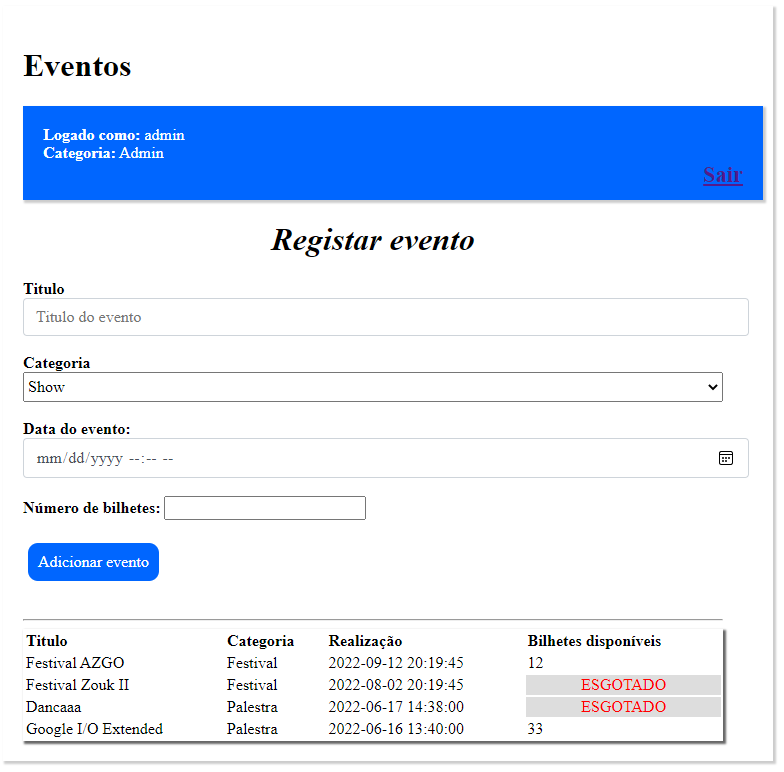 Eventos
Logado como: admin
Categoria: Admin
Sair
Registar evento
Titulo
Titulo do evento
Categoria
Show
Data do evento:
mm/dd/yyyy --:-- --
Número de bilhetes:
Adicionar evento
Titulo Categoria Realização Bilhetes disponíveis
Festival AZGO Festival 2022-09-12 20:19:45 12
Festival Zouk II Festival 2022-08-02 20:19:45 ESGOTADO
Dancaaa Palestra 2022-06-17 14:38:00 ESGOTADO
Google I/O Extended Palestra 2022-06-16 13:40:00 33